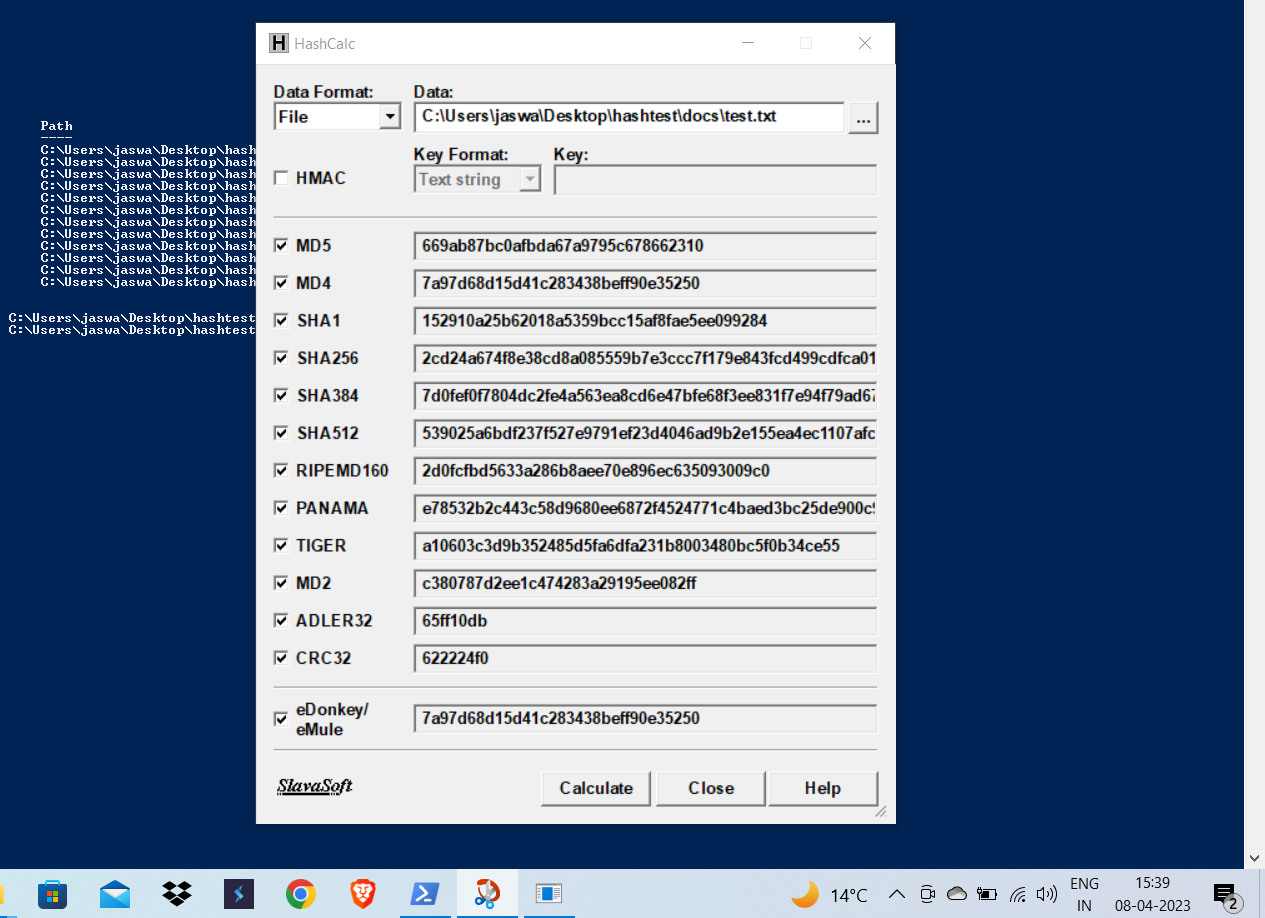 HashCalc
Data Format:
Data:
File
C:\Users\jaswa\Desktop\hashtest\docs\test.txt
...
Key Format:
Key:
HMAC
Text string
Path
----
C:\Users\jaswa\Desktop\hash
C:\Users\jaswa\Desktop\hash
C:\Users\jaswa\Desktop\hash
C:\Users\jaswa\Desktop\hash
C:\Users\jaswa\Desktop\hash
C:\Users\jaswa\Desktop\hash
C:\Users\jaswa\Desktop\hash
C:\Users\jaswa\Desktop\hash
C:\Users\jaswa\Desktop\hash
C:\Users\jaswa\Desktop\hash
C:\Users\jaswa\Desktop\hash
C:\Users\jaswa\Desktop\hash
C:\Users\jaswa\Desktop\hashtest
C:\Users\jaswa\Desktop\hashtest
MD5 669ab87bc0afbda67a9795c678662310
MD4 7a97d68d15d41c283438beff90e35250
SHA1 152910a25b62018a5359bcc15af8fae5ee099284
SHA256 2cd24a674f8e38cd8a085559b7e3ccc7f179e843fcd499cdfca01
SHA384 7d0fef0f7804dc2fe4a563ea8cd6e47bfe68f3ee831f7e94f79ad67
SHA512 539025a6bdf237f527e9791ef23d4046ad9b2e155ea4ec1107afc
RIPEMD160 2d0fcfbd5633a286b8aee70e896ec635093009c0
PANAMA e78532b2c443c58d9680ee6872f4524771c4baed3bc25de900c9
TIGER a10603c3d9b352485d5fa6dfa231b8003480bc5f0b34ce55
MD2 c380787d2ee1c474283a29195ee082ff
ADLER32 65ff10db
CRC32 622224f0
eDonkey/
eMule
7a97d68d15d41c283438beff90e35250
SlavaSoft
Calculate
Close
Help
14°C
ENG
IN
15:39
08-04-2023
2